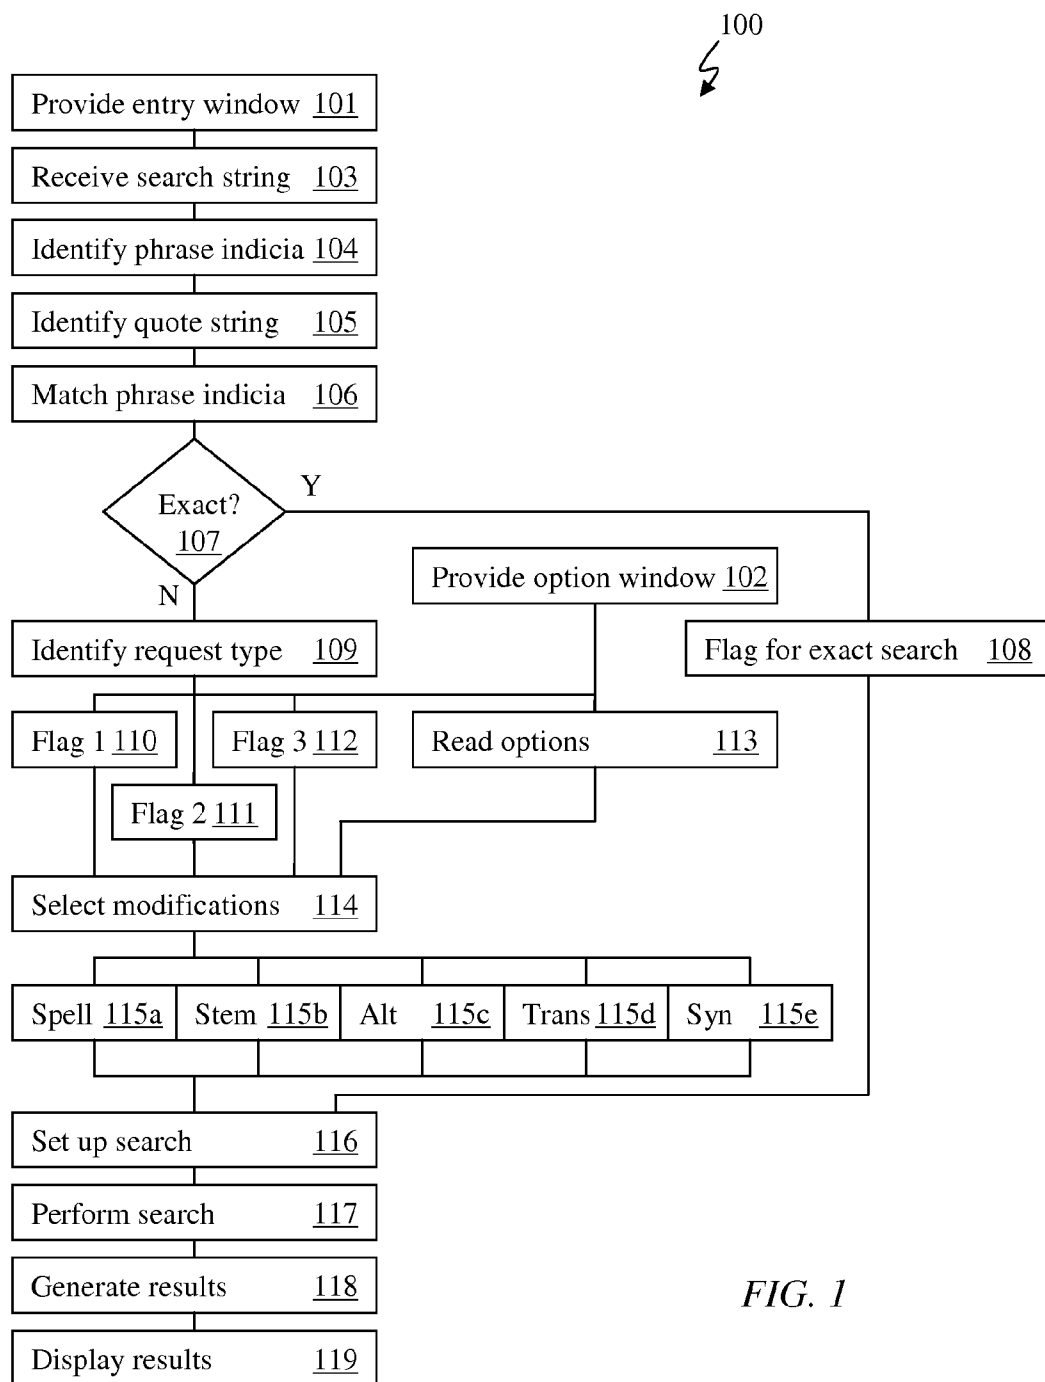 100
Provide entry window 101
Receive search string 103
Identify phrase indicia 104
Identify quote string 105
Match phrase indicia 106
Exact?
107
Y
N
Provide option window 102
Identify request type 109
Flag for exact search 108
Flag 1 110
Flag 3 112
Read options 113
Flag 2 111
Select modifications 114
Spell 115a
Stem 115b
Alt 115c
Trans 115d
Syn 115e
Set up search 116
Perform search 117
Generate results 118
FIG. 1
Display results 119